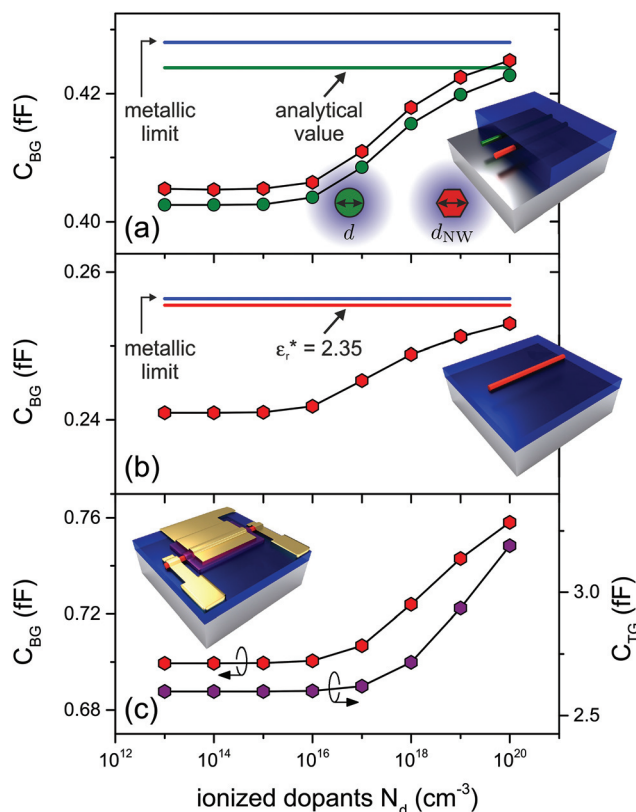 0.42
0.40
C_BG (fF)
metallic
limit
analytical
value
d
d_NW
(a)
0.26
0.24
C_BG (fF)
metallic
limit
ε_r* = 2.35
(b)
0.76
0.72
0.68
C_BG (fF)
3.0
2.6
C_TG (fF)
(c)
10^12 10^14 10^16 10^18 10^20
ionized dopants N_d (cm^-3)